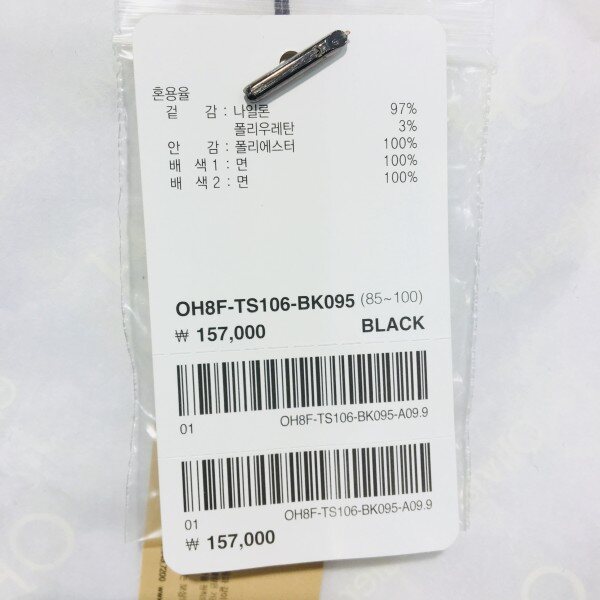 혼용율
겉 감 : 나일론 97%
폴리우레탄 3%
안 감 : 폴리에스터 100%
배 색 1 : 면 100%
배 색 2 : 면 100%
OH8F-TS106-BK095 (85~100)
₩ 157,000 BLACK
01 OH8F-TS106-BK095-A09.9
01 OH8F-TS106-BK095-A09.9
₩ 157,000